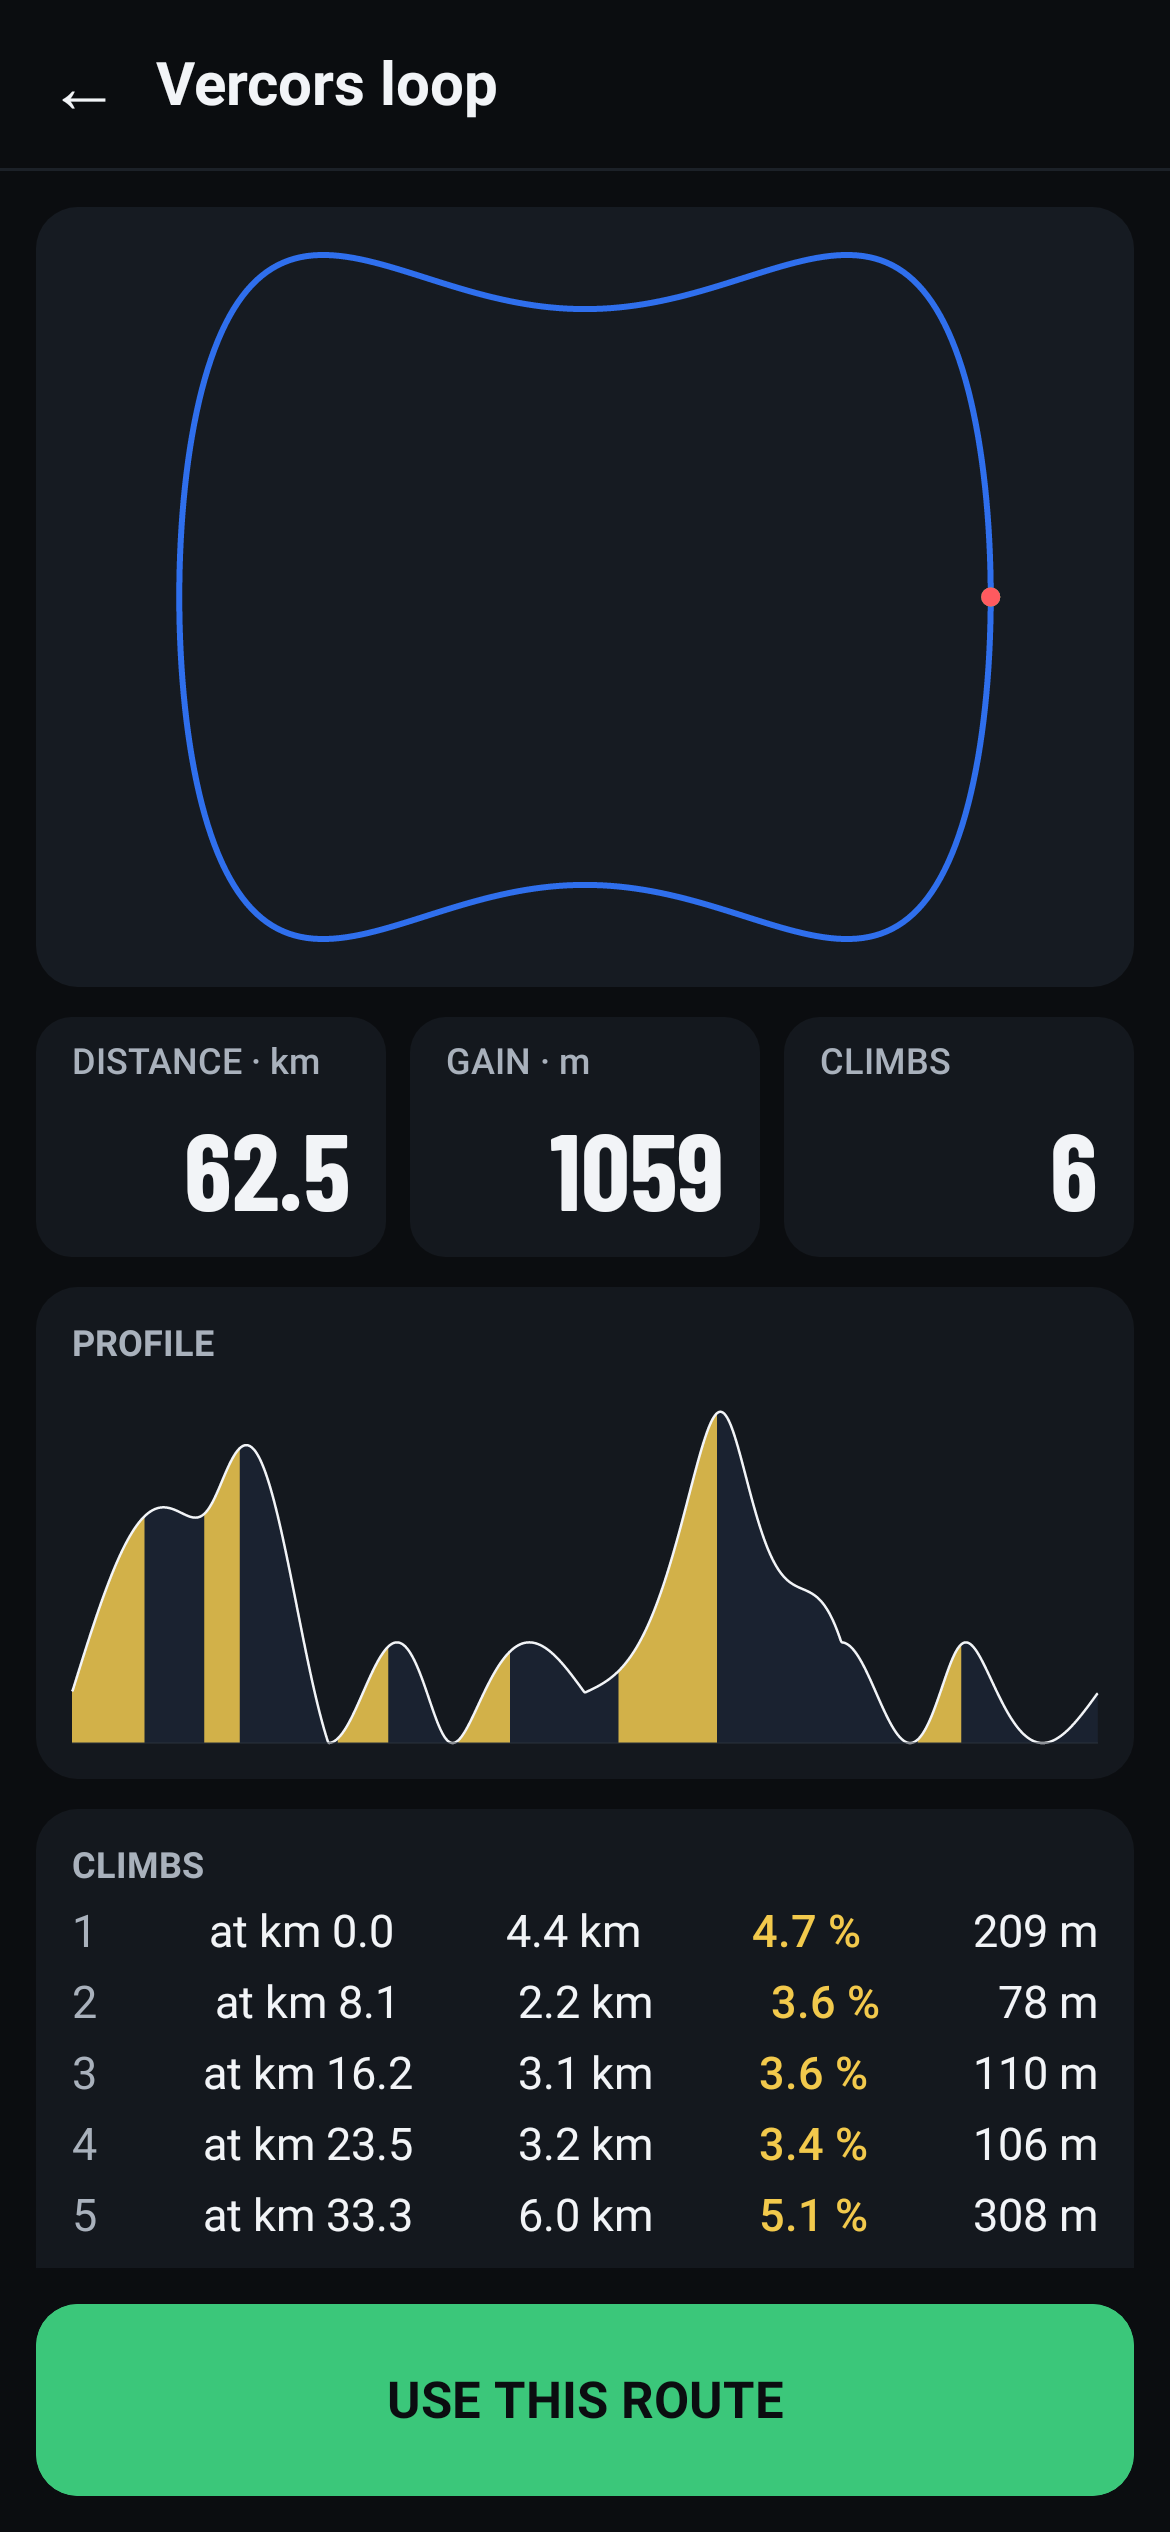 ← Vercors loop
DISTANCE · km
GAIN · m
CLIMBS
62.5
1059
6
PROFILE
CLIMBS
1 at km 0.0 4.4 km 4.7 % 209 m
2 at km 8.1 2.2 km 3.6 % 78 m
3 at km 16.2 3.1 km 3.6 % 110 m
4 at km 23.5 3.2 km 3.4 % 106 m
5 at km 33.3 6.0 km 5.1 % 308 m
USE THIS ROUTE